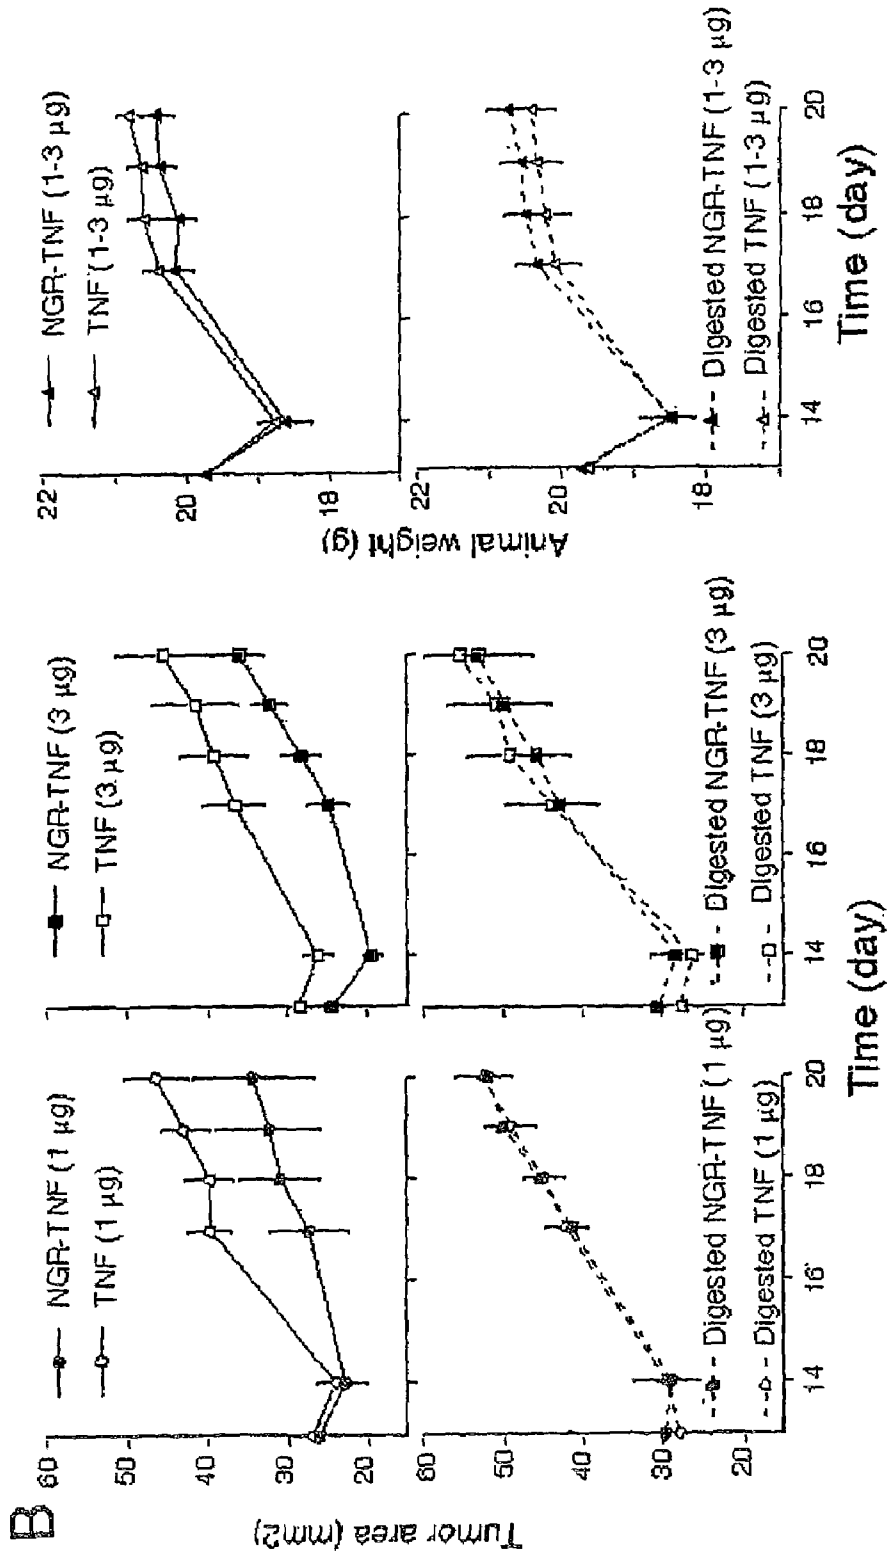 B
NGR-TNF (1 µg)
TNF (1 µg)
NGR-TNF (3 µg)
TNF (3 µg)
NGR-TNF (1-3 µg)
TNF (1-3 µg)
Tumor area (mm2)
60
50
40
30
20
Animal weight (g)
22
20
18
60
50
40
30
20
22
20
18
Digested NGR-TNF (1 µg)
Digested TNF (1 µg)
Digested NGR-TNF (3 µg)
Digested TNF (3 µg)
Digested NGR-TNF (1-3 µg)
Digested TNF (1-3 µg)
14 16 18 20
14 16 18 20
14 16 18 20
Time (day)
Time (day)